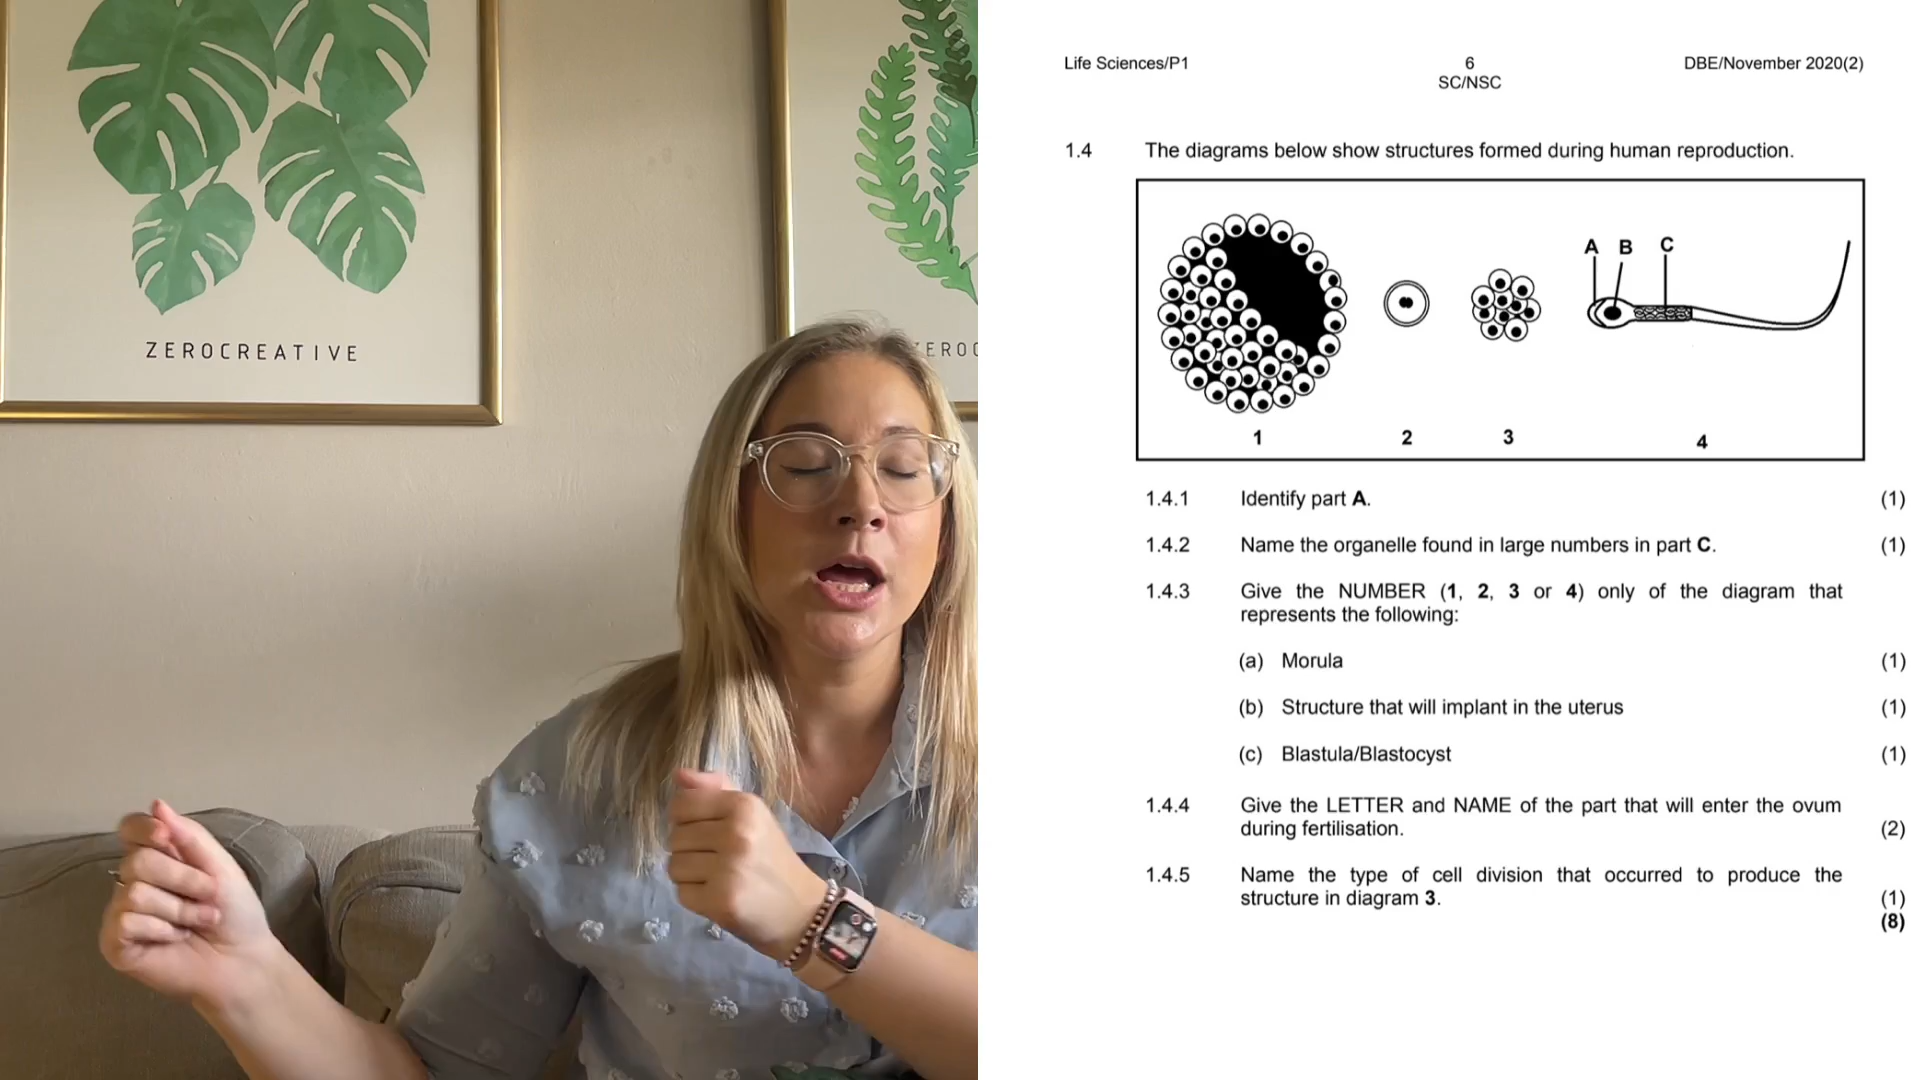 ZEROCREATIVE
Life Sciences/P1
6
DBE/November 2020(2)
SC/NSC
1.4 The diagrams below show structures formed during human reproduction.
A B C
1 2 3 4
1.4.1 Identify part A. (1)
1.4.2 Name the organelle found in large numbers in part C. (1)
1.4.3 Give the NUMBER (1, 2, 3 or 4) only of the diagram that
represents the following:
(a) Morula (1)
(b) Structure that will implant in the uterus (1)
(c) Blastula/Blastocyst (1)
1.4.4 Give the LETTER and NAME of the part that will enter the ovum
during fertilisation. (2)
1.4.5 Name the type of cell division that occurred to produce the
structure in diagram 3. (1)
(8)